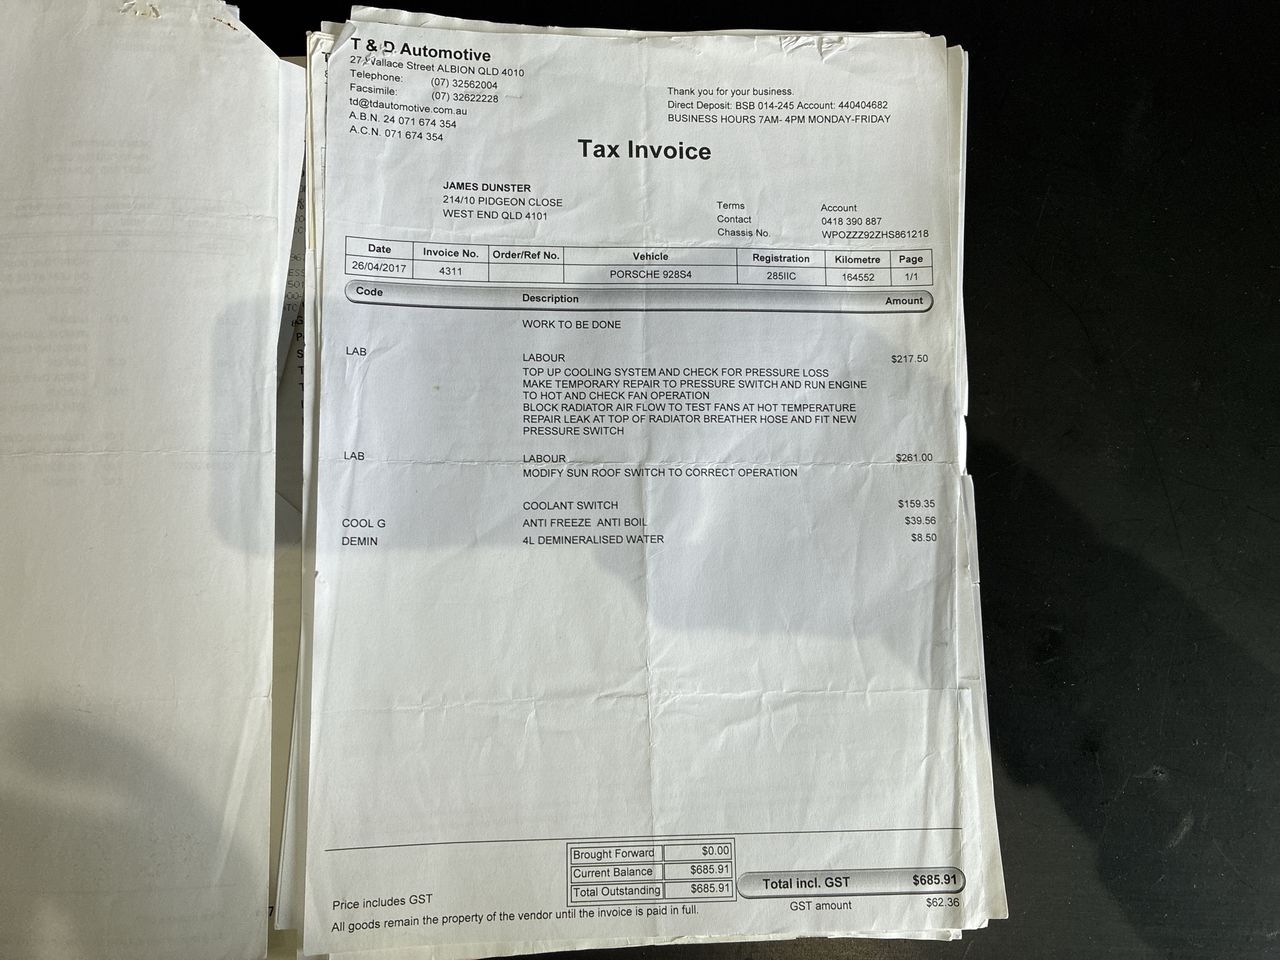 T & D Automotive
27 Wallace Street ALBION QLD 4010
Telephone: (07) 32562004
Facsimile: (07) 32622228
td@tdautomotive.com.au
A.B.N. 24 071 674 354
A.C.N. 071 674 354
Thank you for your business.
Direct Deposit: BSB 014-245 Account: 440404682
BUSINESS HOURS 7AM- 4PM MONDAY-FRIDAY
Tax Invoice
JAMES DUNSTER
214/10 PIDGEON CLOSE
WEST END QLD 4101
Terms Account
Contact 0418 390 887
Chassis No. WPOZZZ92ZHS861218
Date Invoice No. Order/Ref No. Vehicle Registration Kilometre Page
26/04/2017 4311 PORSCHE 928S4 285IIC 164552 1/1
Code Description Amount
WORK TO BE DONE
LAB LABOUR $217.50
TOP UP COOLING SYSTEM AND CHECK FOR PRESSURE LOSS
MAKE TEMPORARY REPAIR TO PRESSURE SWITCH AND RUN ENGINE
TO HOT AND CHECK FAN OPERATION
BLOCK RADIATOR AIR FLOW TO TEST FANS AT HOT TEMPERATURE
REPAIR LEAK AT TOP OF RADIATOR BREATHER HOSE AND FIT NEW
PRESSURE SWITCH
LAB LABOUR $261.00
MODIFY SUN ROOF SWITCH TO CORRECT OPERATION
COOLANT SWITCH $159.35
COOL G ANTI FREEZE ANTI BOIL $39.56
DEMIN 4L DEMINERALISED WATER $8.50
Brought Forward $0.00
Current Balance $685.91
Total Outstanding $685.91
Total incl. GST $685.91
GST amount $62.36
Price includes GST
All goods remain the property of the vendor until the invoice is paid in full.